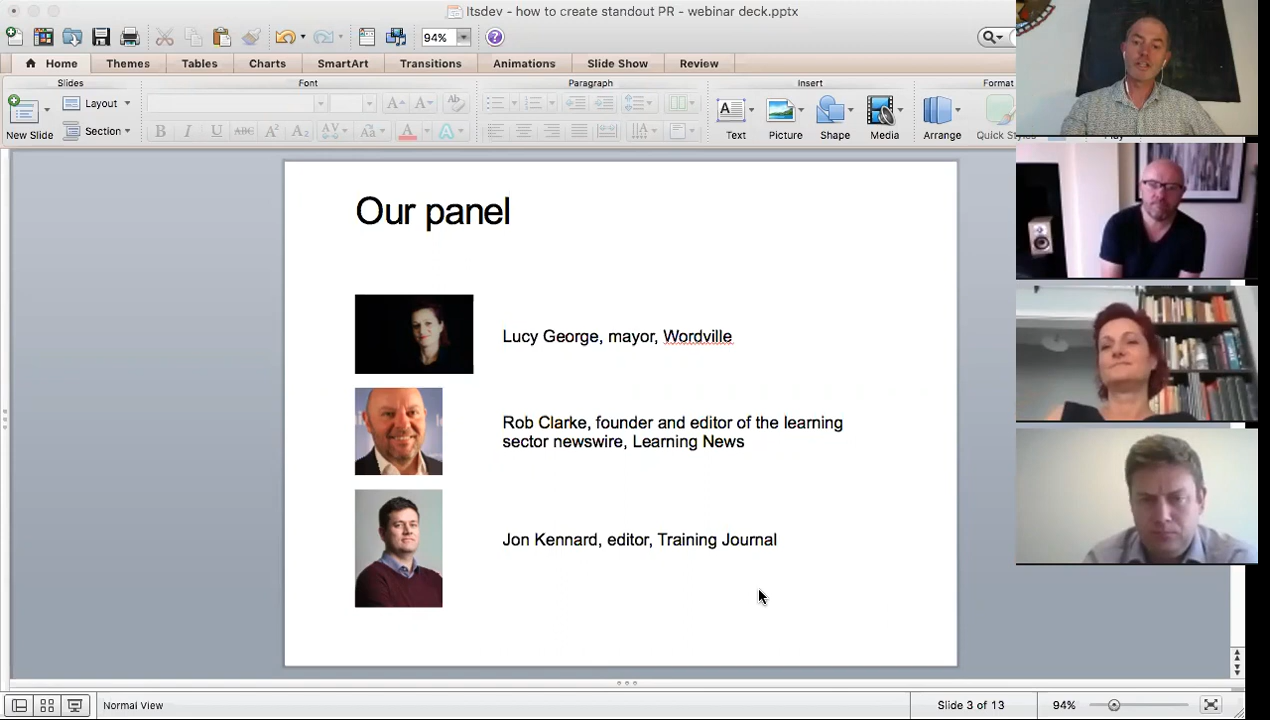 ltsdev - how to create standout PR - webinar deck.pptx
94%
Home
Themes
Tables
Charts
SmartArt
Transitions
Animations
Slide Show
Review
Slides
Font
Paragraph
Insert
Format
New Slide
Layout
Section
Text
Picture
Shape
Media
Arrange
Quick Styles
Our panel
Lucy George, mayor, Wordville
Rob Clarke, founder and editor of the learning
sector newswire, Learning News
Jon Kennard, editor, Training Journal
Normal View
Slide 3 of 13
94%